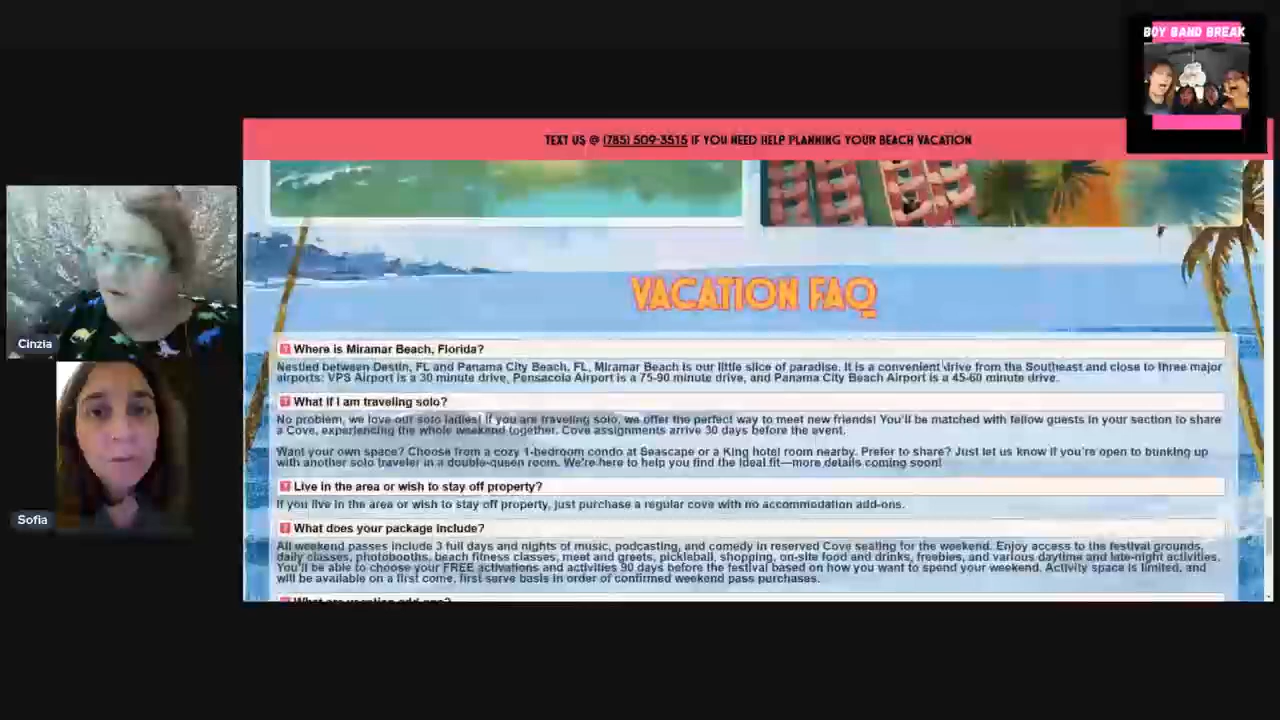 BOY BAND BREAK
TEXT US @ (785) 509-3515 IF YOU NEED HELP PLANNING YOUR BEACH VACATION
VACATION FAQ
Where is Miramar Beach, Florida?
Nestled between Destin, FL and Panama City Beach, FL, Miramar Beach is our little slice of paradise. It is a convenient drive from the Southeast and close to three major
airports: VPS Airport is a 30 minute drive, Pensacola Airport is a 75-90 minute drive, and Panama City Beach Airport is a 45-60 minute drive.
What if I am traveling solo?
No problem, we love our solo ladies! If you are traveling solo, we offer the perfect way to meet new friends! You'll be matched with fellow guests in your section to share
a Cove, experiencing the whole weekend together. Cove assignments arrive 30 days before the event.
Want your own space? Choose from a cozy 1-bedroom condo at Seascape or a King hotel room nearby. Prefer to share? Just let us know if you're open to bunking up
with another solo traveler in a double-queen room. We're here to help you find the ideal fit—more details coming soon!
Live in the area or wish to stay off property?
If you live in the area or wish to stay off property, just purchase a regular cove with no accommodation add-ons.
What does your package include?
All weekend passes include 3 full days and nights of music, podcasting, and comedy in reserved Cove seating for the weekend. Enjoy access to the festival grounds,
daily classes, photobooths, beach fitness classes, meet and greets, pickleball, shopping, on-site food and drinks, freebies, and various daytime and late-night activities.
You'll be able to choose your FREE activations and activities 90 days before the festival based on how you want to spend your weekend. Activity space is limited, and
will be available on a first come, first serve basis in order of confirmed weekend pass purchases.
What are vacation add-ons?
Cinzia
Sofia